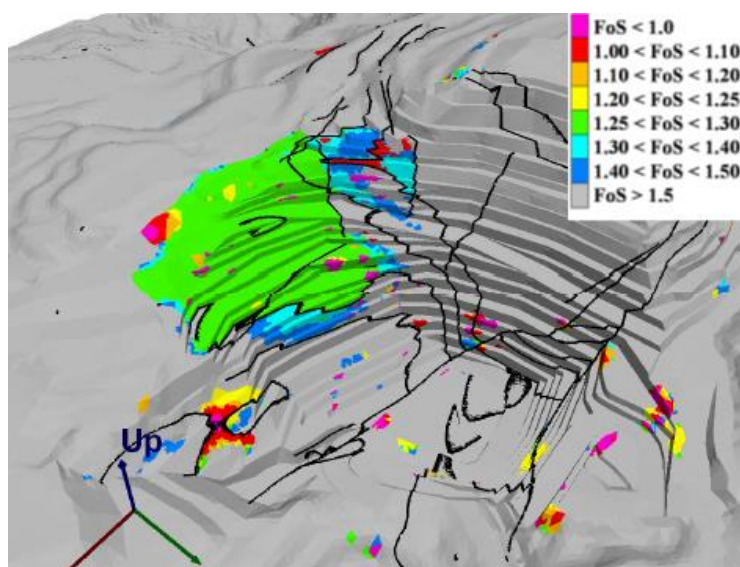 FoS < 1.0
1.00 < FoS < 1.10
1.10 < FoS < 1.20
1.20 < FoS < 1.25
1.25 < FoS < 1.30
1.30 < FoS < 1.40
1.40 < FoS < 1.50
FoS > 1.5
Up